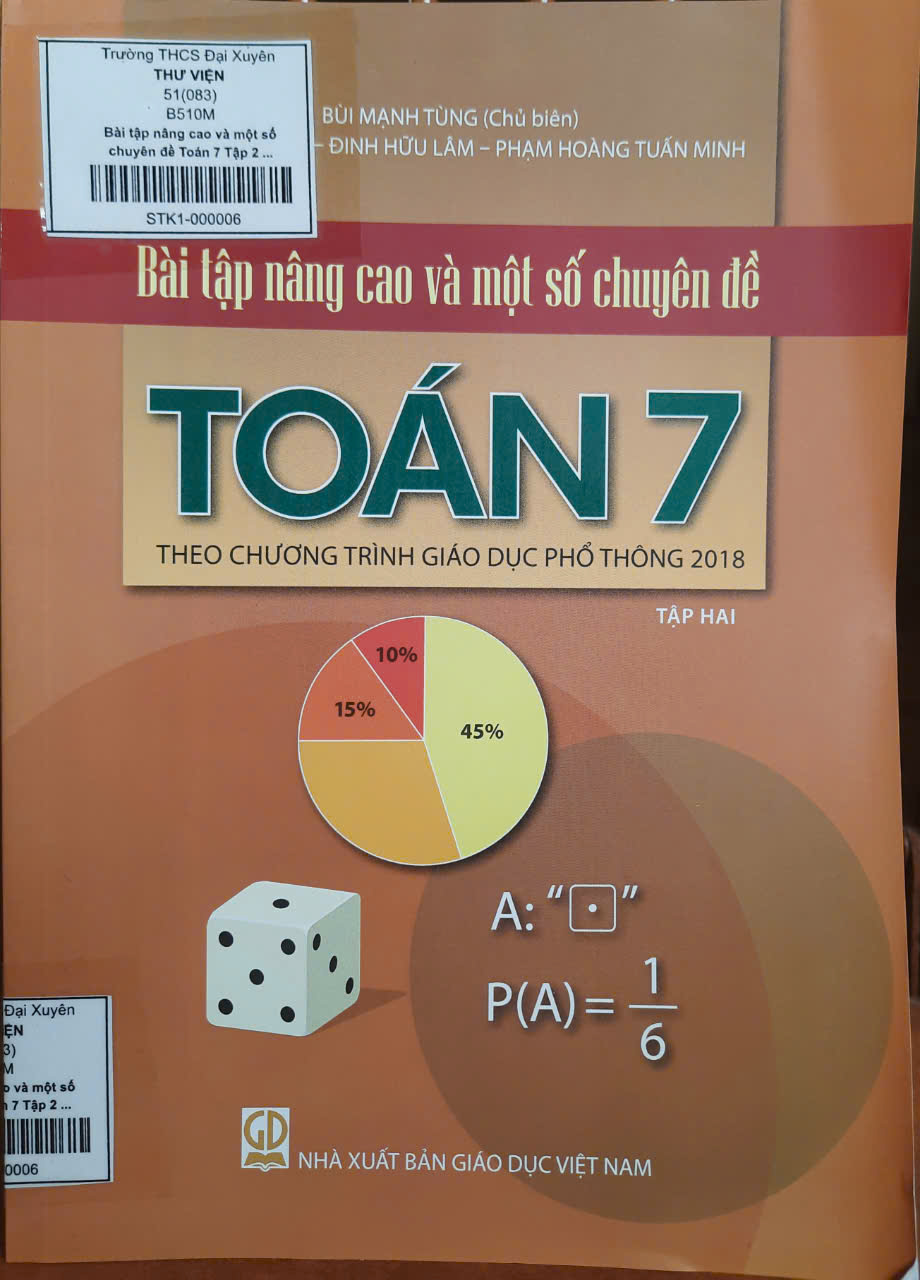 Trường THCS Đại Xuyên
THƯ VIỆN
51(083)
B510M
Bài tập nâng cao và một số
chuyên đề Toán 7 Tập 2 ...
STK1-000006
BÙI MẠNH TÙNG (Chủ biên)
– ĐINH HỮU LÂM – PHẠM HOÀNG TUẤN MINH
Bài tập nâng cao và một số chuyên đề
TOÁN 7
THEO CHƯƠNG TRÌNH GIÁO DỤC PHỔ THÔNG 2018
TẬP HAI
10%
15%
45%
A: “⚀”
P(A) = 1/6
Đại Xuyên
ỆN
3)
M
o và một số
n 7 Tập 2 ...
0006
GD
NHÀ XUẤT BẢN GIÁO DỤC VIỆT NAM